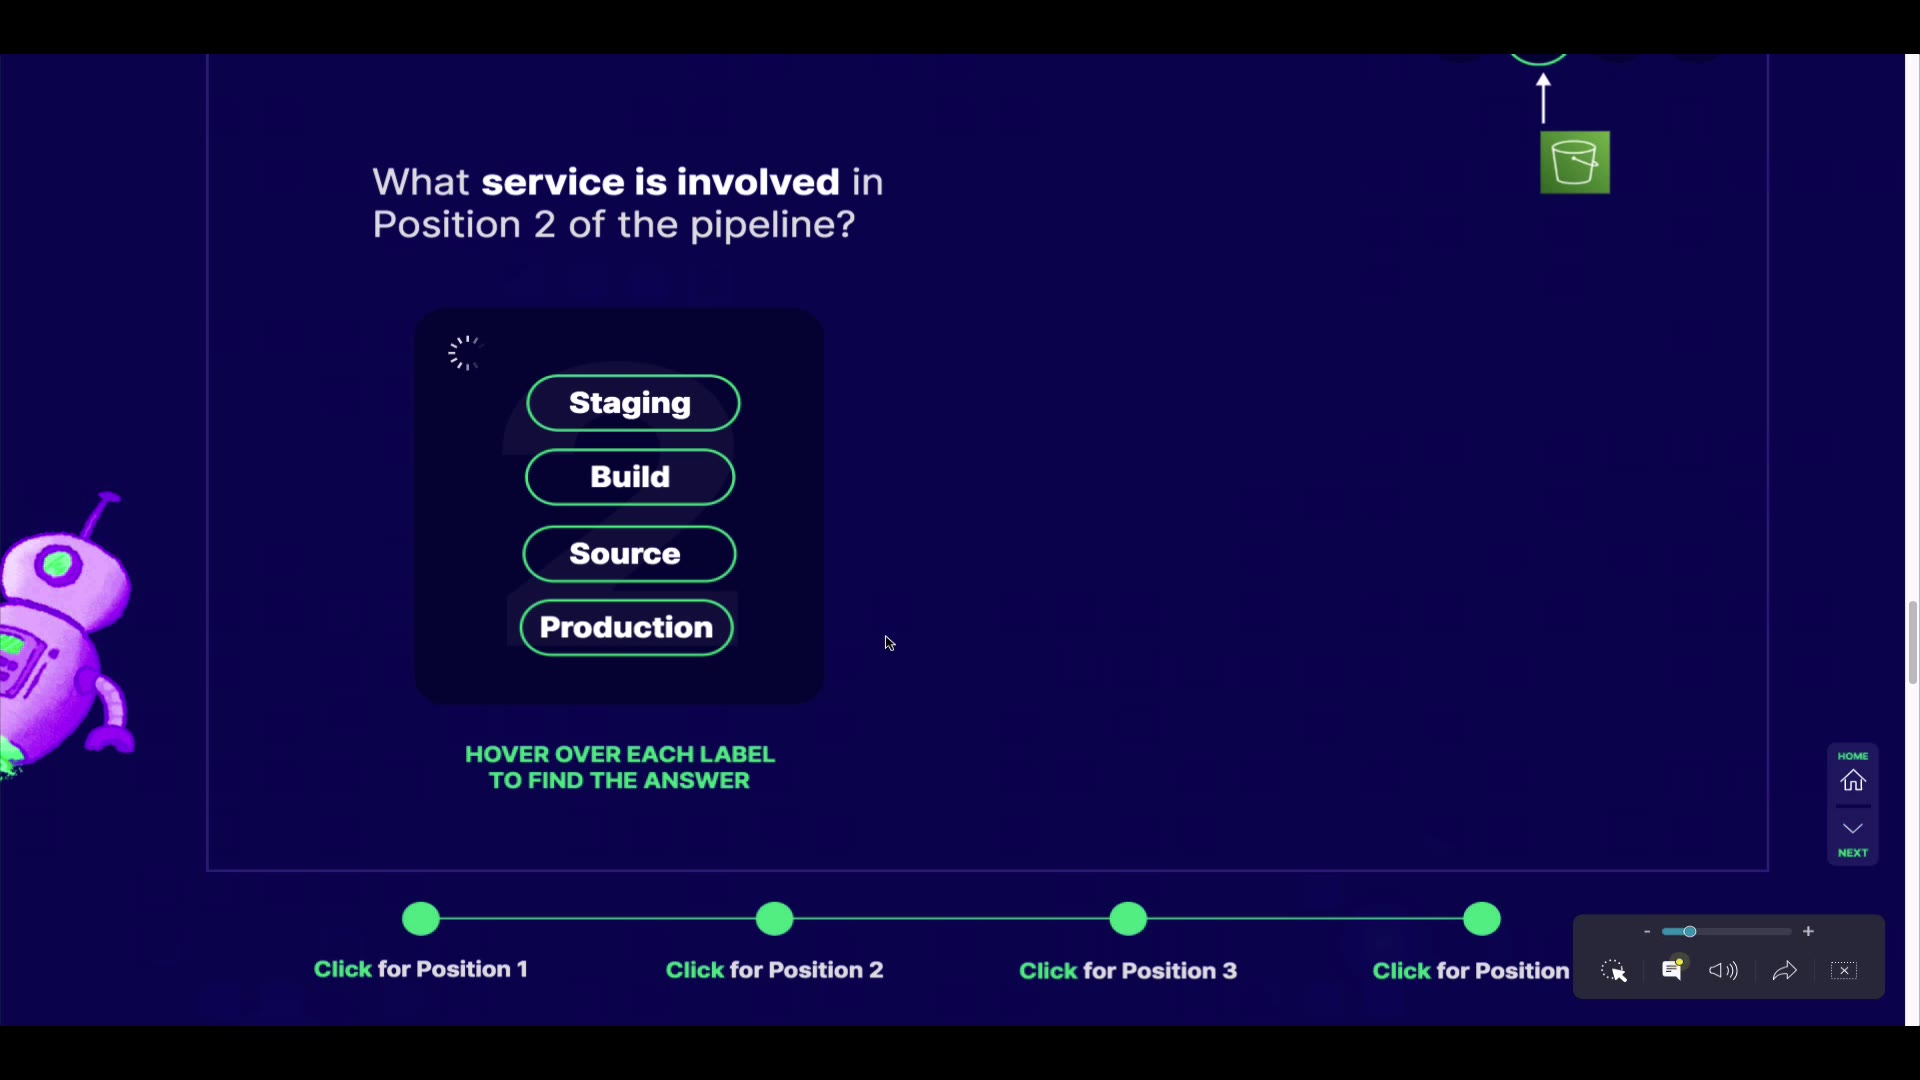 What service is involved in
Position 2 of the pipeline?
Staging
Build
Source
Production
HOVER OVER EACH LABEL
TO FIND THE ANSWER
HOME
NEXT
Click for Position 1
Click for Position 2
Click for Position 3
Click for Position